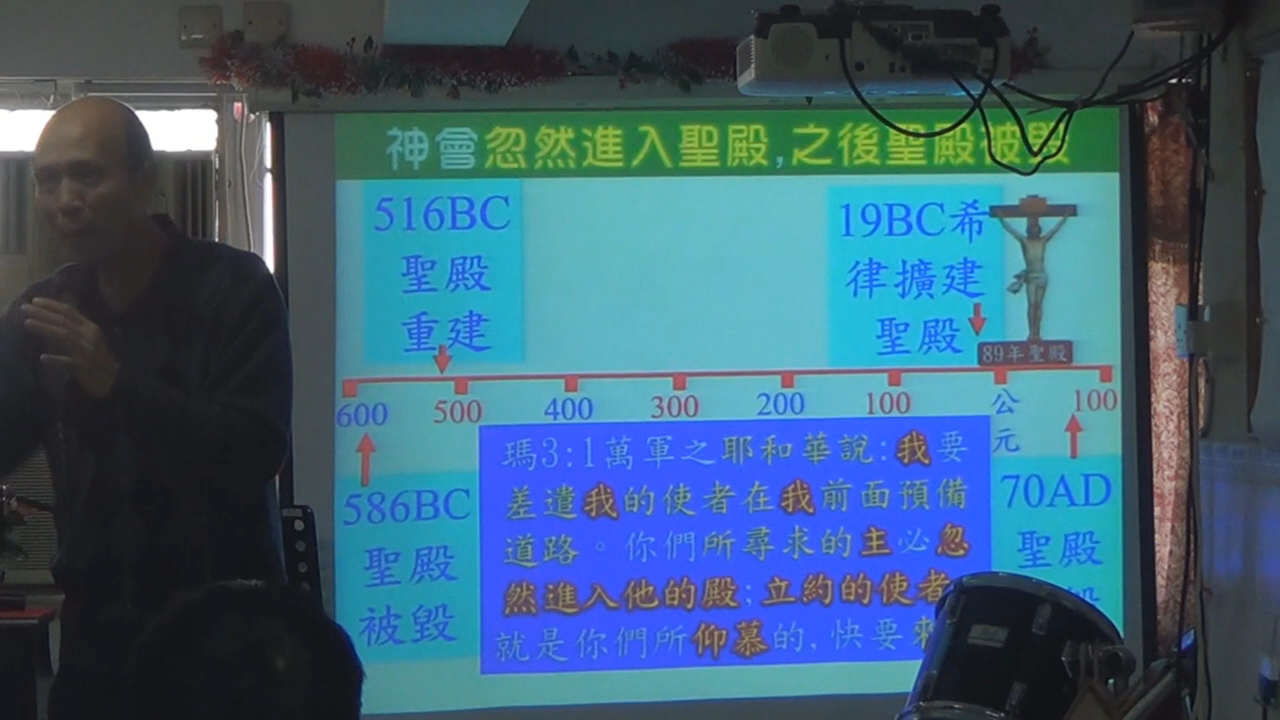 神會忽然進入聖殿,之後聖殿被毀
516BC
聖殿
重建
19BC希
律擴建
聖殿
89年聖殿
600 500 400 300 200 100 公元 100
586BC
聖殿
被毀
瑪3:1萬軍之耶和華說:我要
差遣我的使者在我前面預備
道路。你們所尋求的主必忽
然進入他的殿;立約的使者
就是你們所仰慕的,快要來
70AD
聖殿
毀